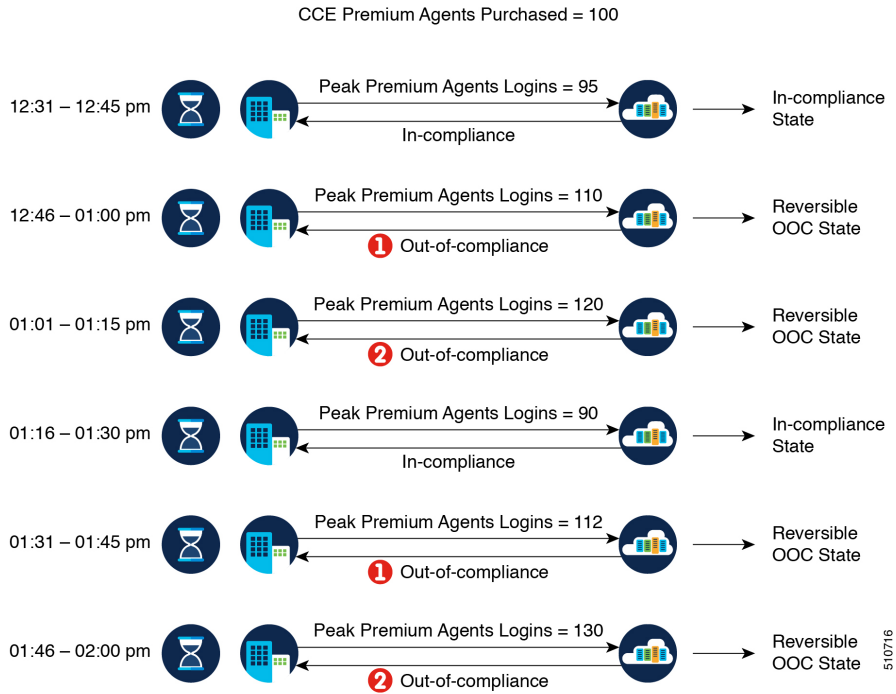 CCE Premium Agents Purchased = 100
12:31 – 12:45 pm
Peak Premium Agents Logins = 95
In-compliance
In-compliance
State
12:46 – 01:00 pm
Peak Premium Agents Logins = 110
1 Out-of-compliance
Reversible
OOC State
01:01 – 01:15 pm
Peak Premium Agents Logins = 120
2 Out-of-compliance
Reversible
OOC State
01:16 – 01:30 pm
Peak Premium Agents Logins = 90
In-compliance
In-compliance
State
01:31 – 01:45 pm
Peak Premium Agents Logins = 112
1 Out-of-compliance
Reversible
OOC State
01:46 – 02:00 pm
Peak Premium Agents Logins = 130
2 Out-of-compliance
Reversible
OOC State
510716